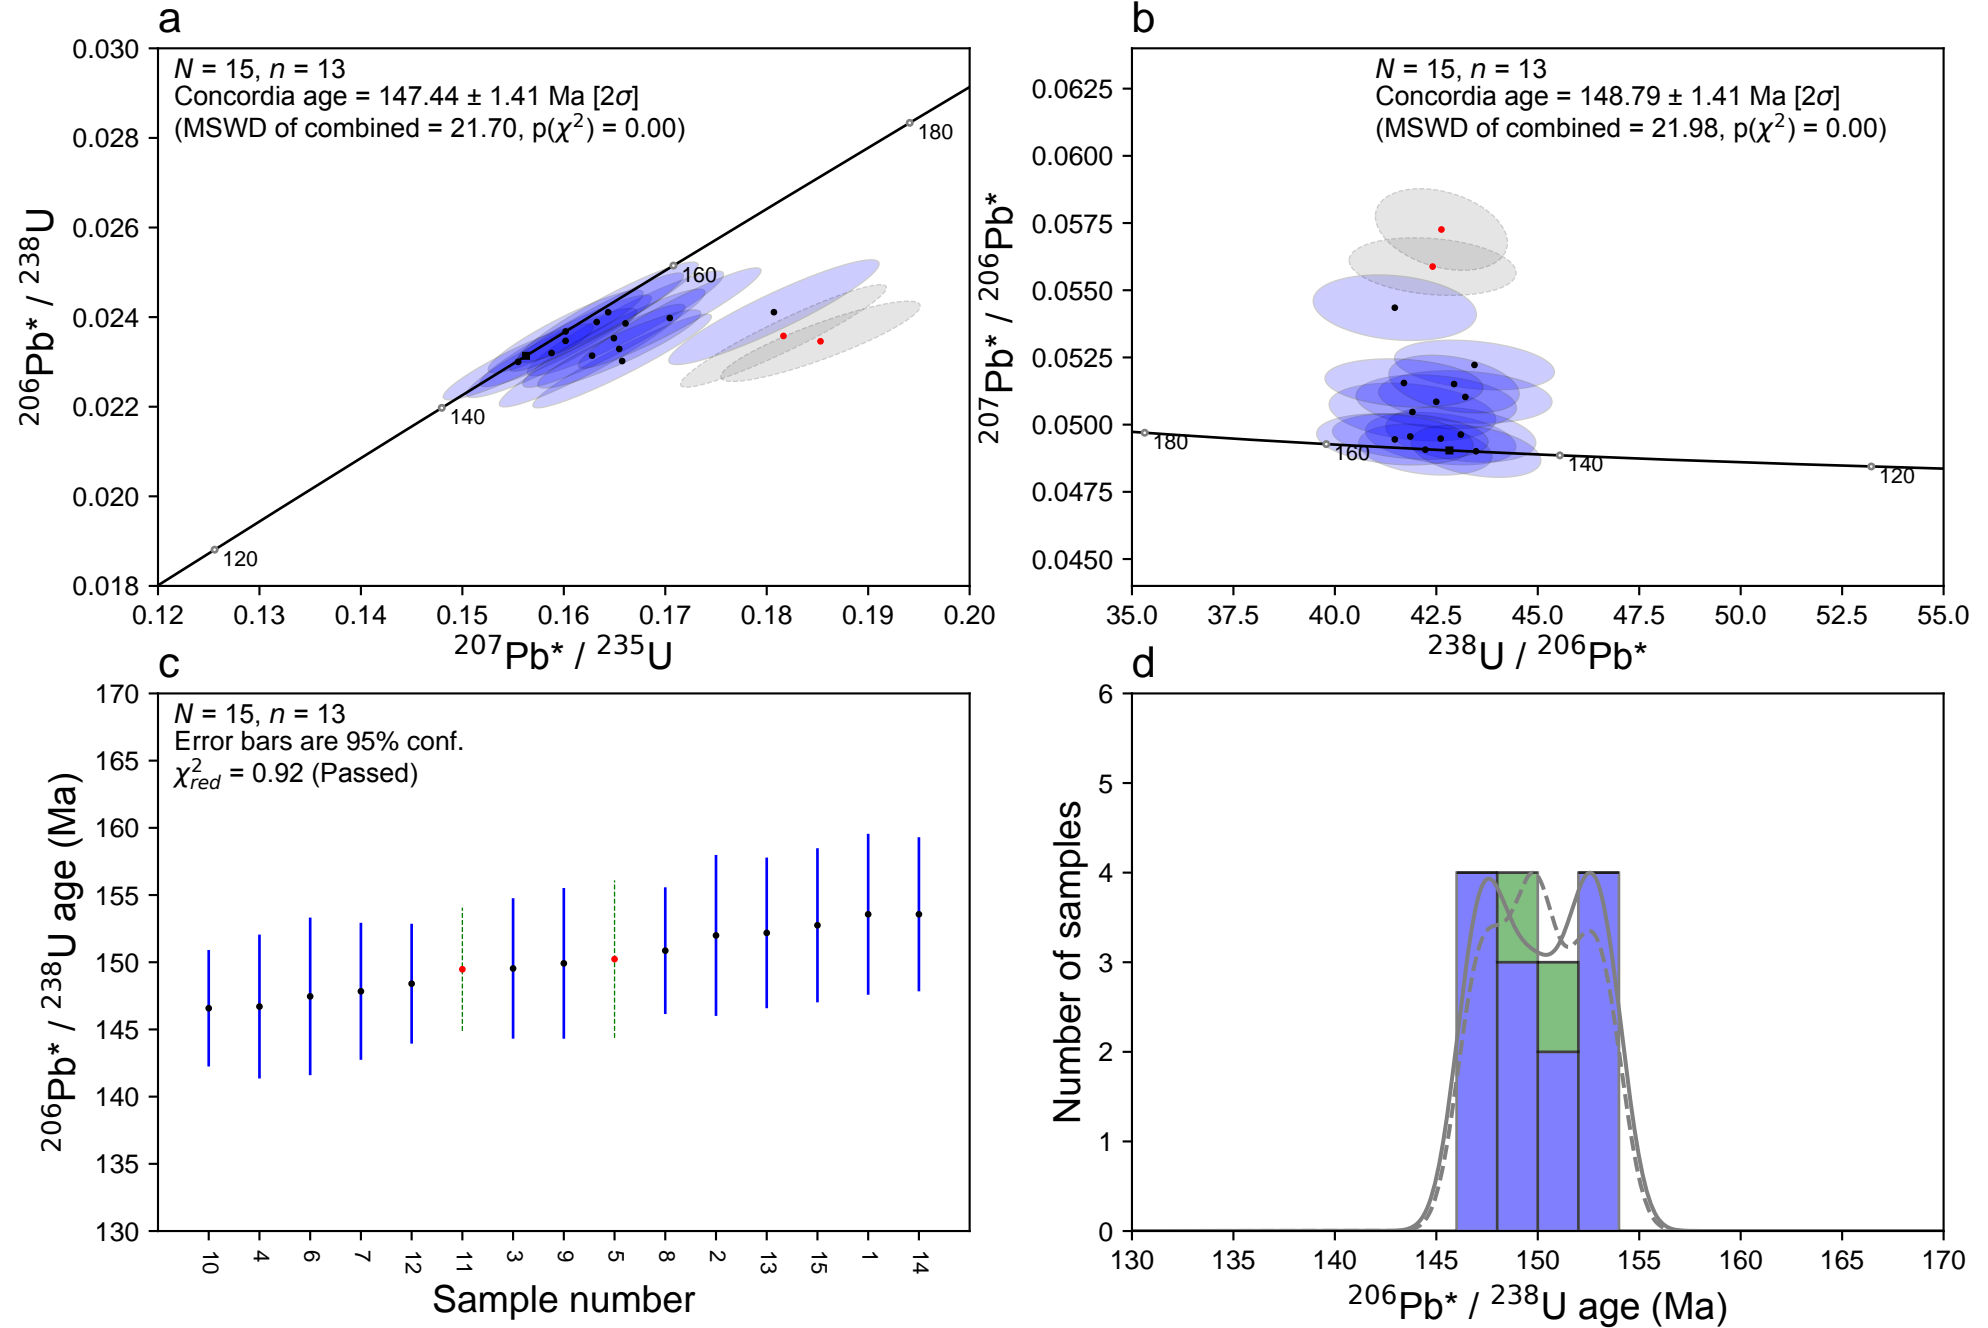 a
0.030
0.028
0.026
0.024
0.022
0.020
0.018
²⁰⁶Pb* / ²³⁸U
N = 15, n = 13
Concordia age = 147.44 ± 1.41 Ma [2σ]
(MSWD of combined = 21.70, p(χ²) = 0.00)
180
160
140
120
0.12 0.13 0.14 0.15 0.16 0.17 0.18 0.19 0.20
²⁰⁷Pb* / ²³⁵U
b
0.0625
0.0600
0.0575
0.0550
0.0525
0.0500
0.0475
0.0450
²⁰⁷Pb* / ²⁰⁶Pb*
N = 15, n = 13
Concordia age = 148.79 ± 1.41 Ma [2σ]
(MSWD of combined = 21.98, p(χ²) = 0.00)
180
160
140
120
35.0 37.5 40.0 42.5 45.0 47.5 50.0 52.5 55.0
²³⁸U / ²⁰⁶Pb*
c
170
165
160
155
150
145
140
135
130
²⁰⁶Pb* / ²³⁸U age (Ma)
N = 15, n = 13
Error bars are 95% conf.
χ²red = 0.92 (Passed)
10 4 6 7 12 11 3 9 5 8 2 13 15 1 14
Sample number
d
6
5
4
3
2
1
0
Number of samples
130 135 140 145 150 155 160 165 170
²⁰⁶Pb* / ²³⁸U age (Ma)